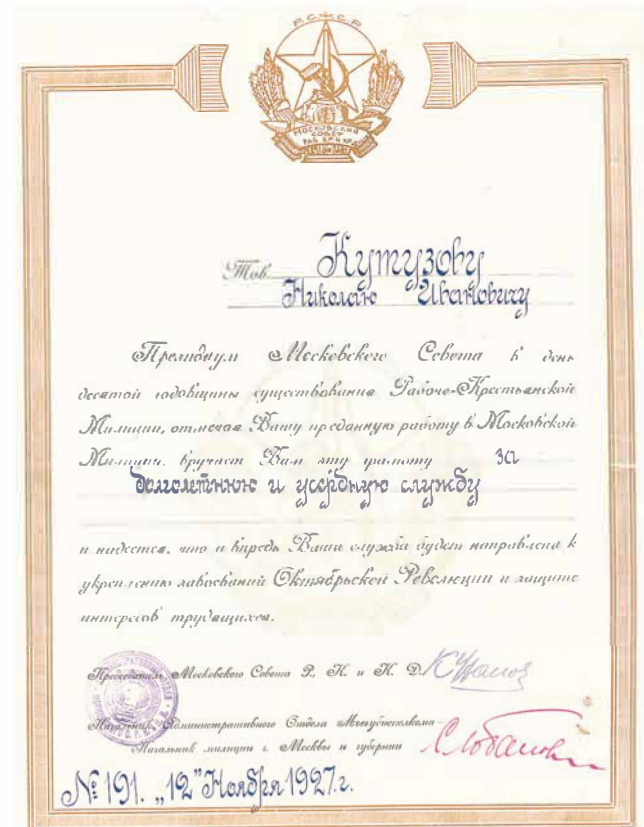 Р.С.Ф.С.Р.
МОСКОВСКИЙ
СОВЕТ
РАБ. КР. И КР. Д.
Тов. Кутузову
Николаю Ивановичу
Президиум Московского Совета в день
десятой годовщины существования Рабоче-Крестьянской
Милиции, отмечая Вашу преданную работу в Московской
Милиции, вручает Вам эту грамоту за
долголетнюю и усердную службу
и надеется, что и впредь Ваша служба будет направлена к
укреплению завоеваний Октябрьской Революции и защите
интересов трудящихся.
Председатель Московского Совета Р., К. и К. Д.
Начальник Административного Отдела Мосгубисполкома—
Начальник милиции г. Москвы и губернии
№ 191. „12" Ноября 1927 г.